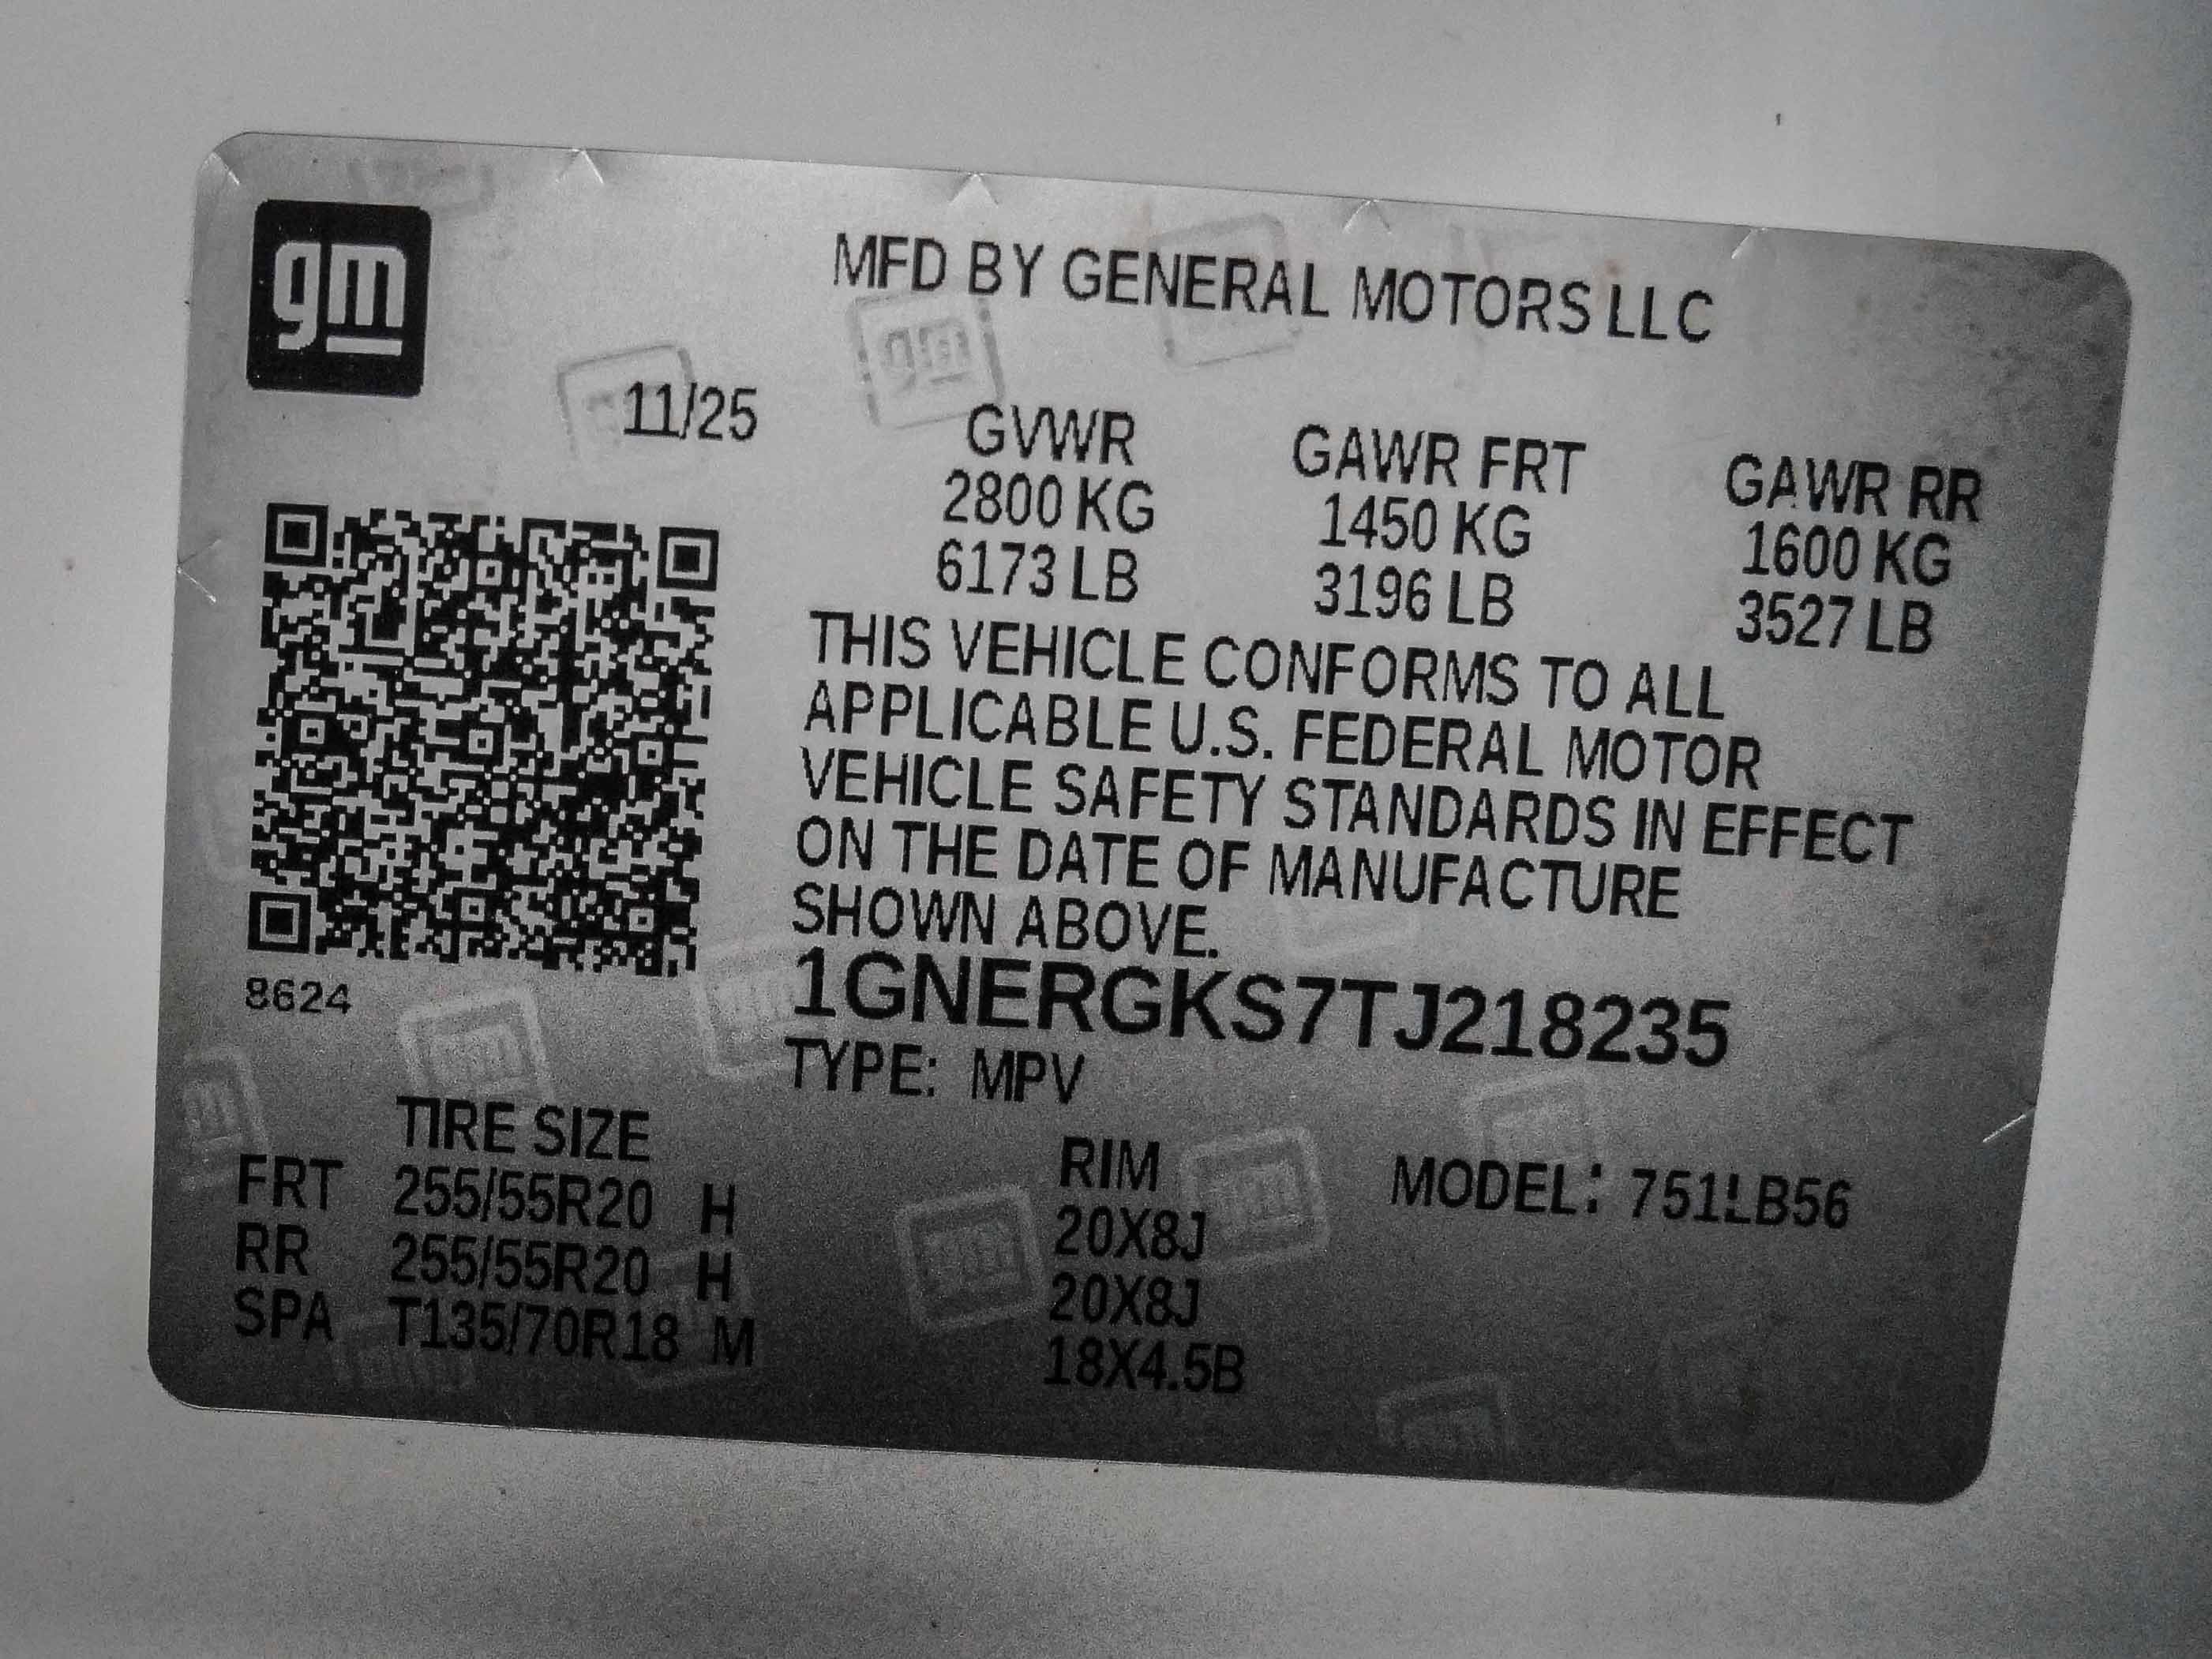 gm
MFD BY GENERAL MOTORS LLC
11/25
GVWR GAWR FRT GAWR RR
2800 KG 1450 KG 1600 KG
6173 LB 3196 LB 3527 LB
THIS VEHICLE CONFORMS TO ALL
APPLICABLE U.S. FEDERAL MOTOR
VEHICLE SAFETY STANDARDS IN EFFECT
ON THE DATE OF MANUFACTURE
SHOWN ABOVE.
8624
1GNERGKS7TJ218235
TYPE: MPV
TIRE SIZE RIM MODEL: 751LB56
FRT 255/55R20 H 20X8J
RR 255/55R20 H 20X8J
SPA T135/70R18 M 18X4.5B